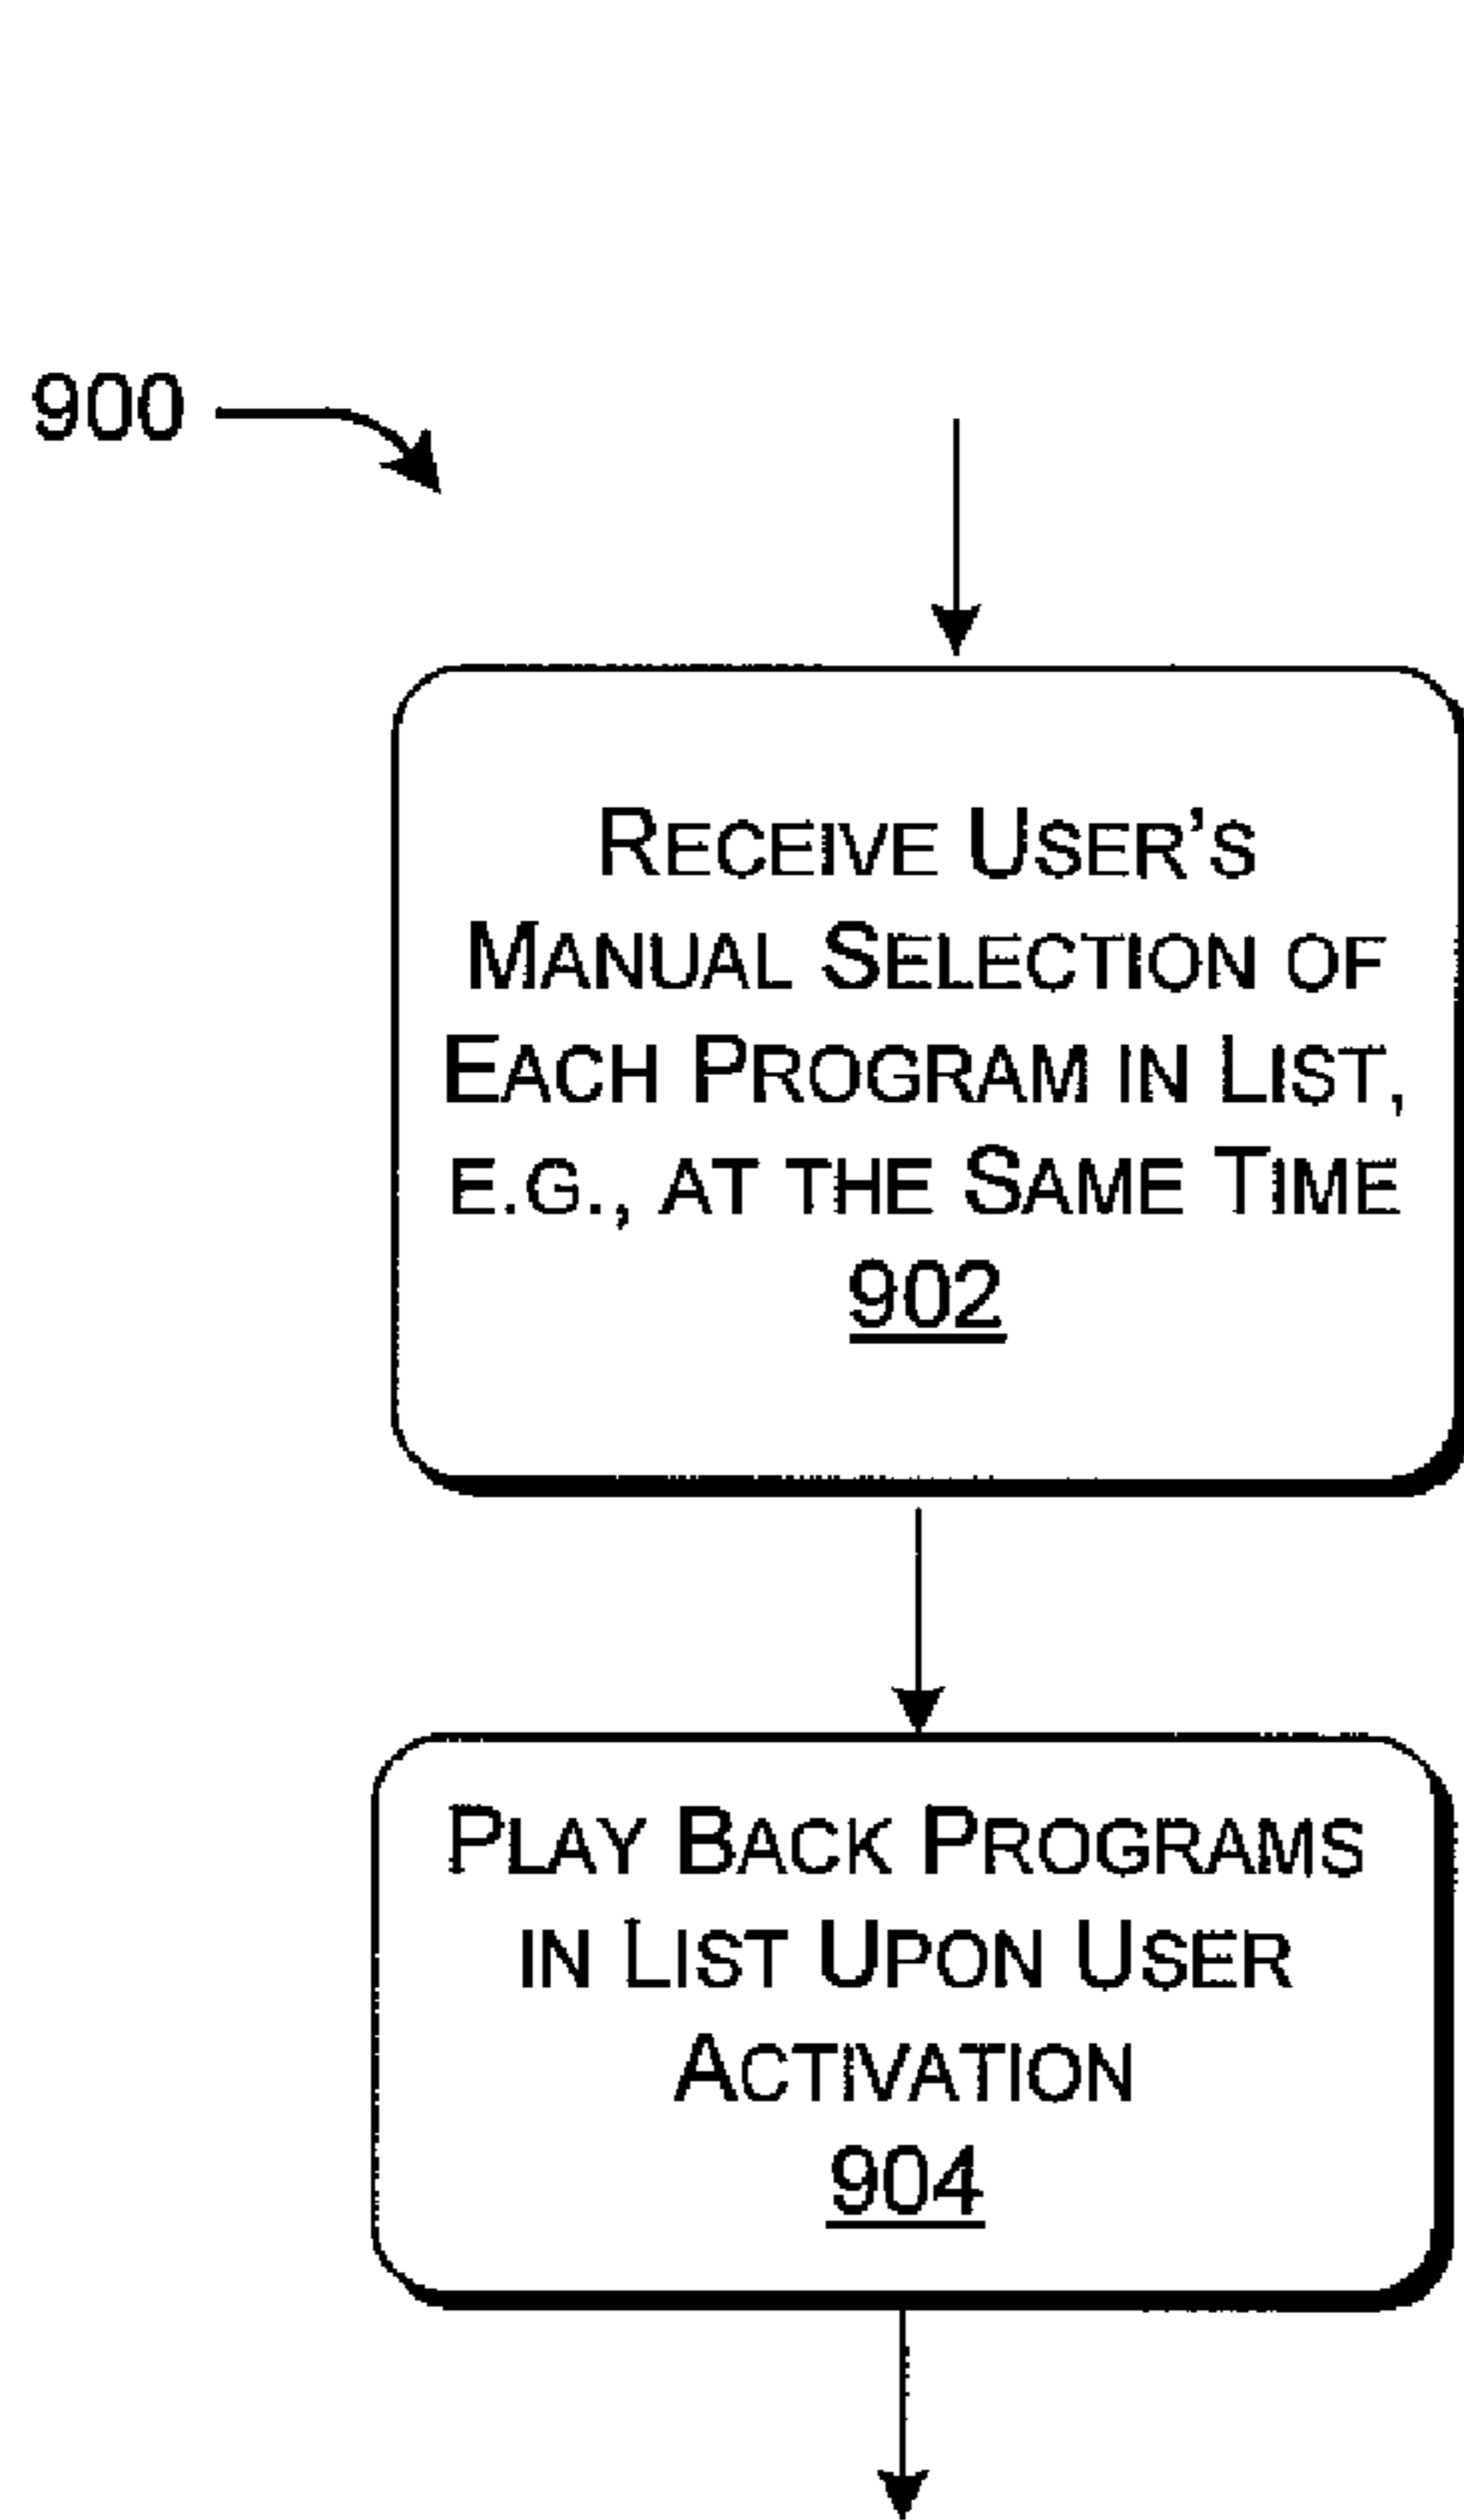 900
RECEIVE USER'S
MANUAL SELECTION OF
EACH PROGRAM IN LIST,
E.G., AT THE SAME TIME
902
PLAY BACK PROGRAMS
IN LIST UPON USER
ACTIVATION
904